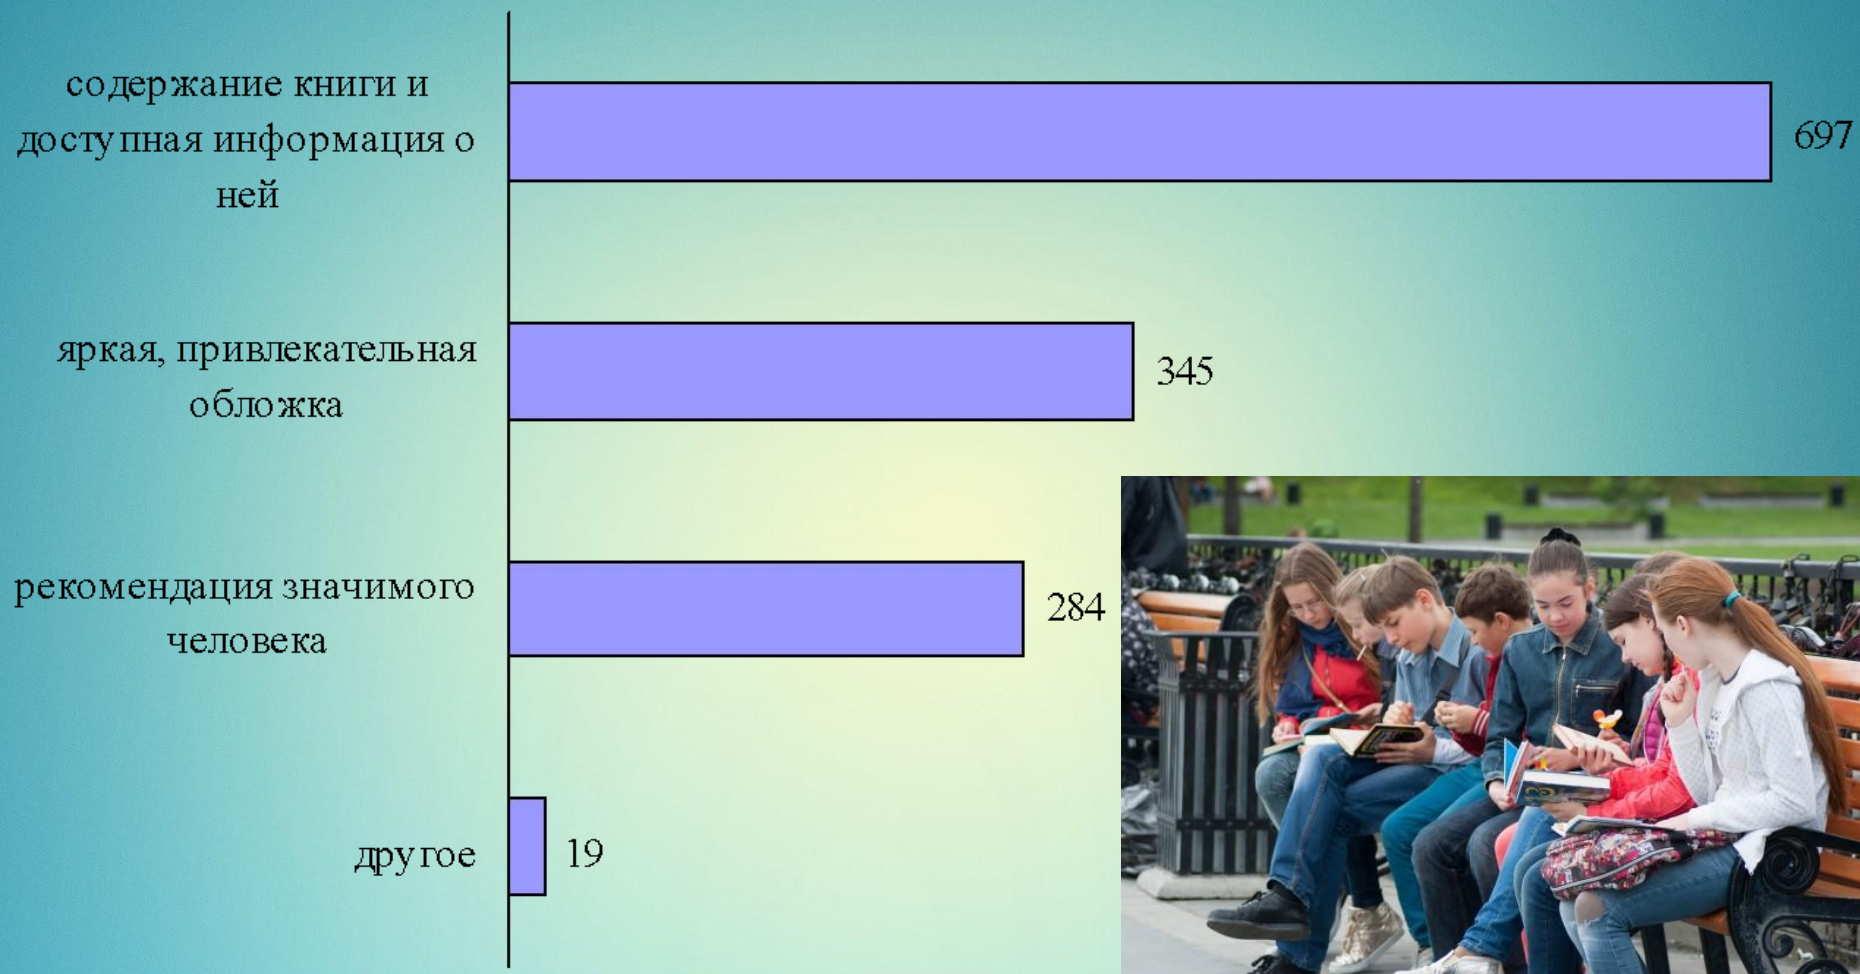 содержание книги и
доступная информация о
ней
697
яркая, привлекательная
обложка
345
рекомендация значимого
человека
284
другое
19